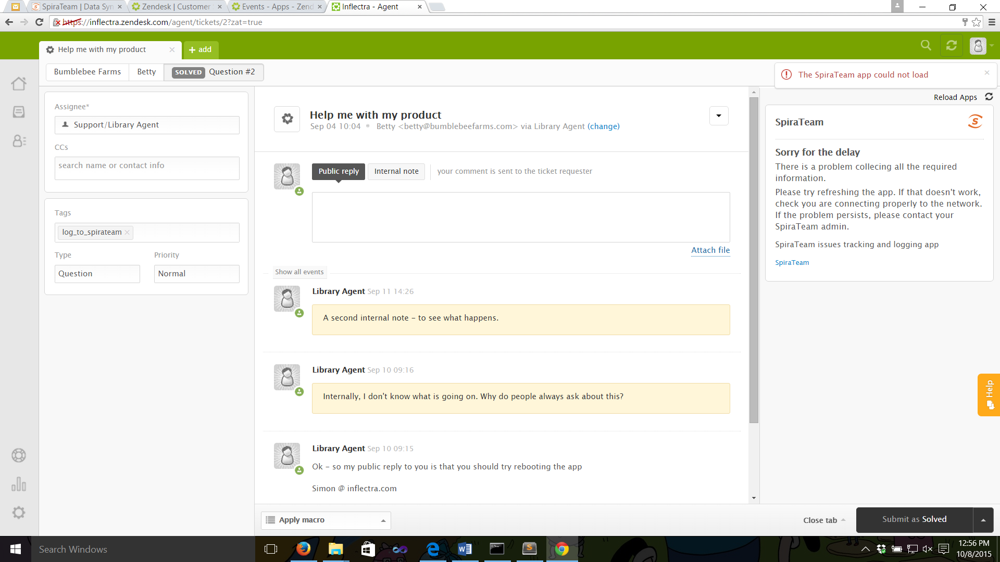 SpiraTeam | Data Syn
Zendesk | Customer
Events - Apps - Zend
Inflectra - Agent
https://inflectra.zendesk.com/agent/tickets/2?zat=true
Help me with my product
+ add
Bumblebee Farms
Betty
SOLVED Question #2
The SpiraTeam app could not load
Reload Apps
Assignee*
Support/Library Agent
CCs
search name or contact info
Tags
log_to_spirateam
Type
Priority
Question
Normal
Help me with my product
Sep 04 10:04 Betty <betty@bumblebeefarms.com> via Library Agent (change)
Public reply
Internal note
your comment is sent to the ticket requester
Attach file
Show all events
Library Agent Sep 11 14:26
A second internal note - to see what happens.
Library Agent Sep 10 09:16
Internally, I don't know what is going on. Why do people always ask about this?
Library Agent Sep 10 09:15
Ok - so my public reply to you is that you should try rebooting the app
Simon @ inflectra.com
SpiraTeam
Sorry for the delay
There is a problem collecing all the required
information.
Please try refreshing the app. If that doesn't work,
check you are connecting properly to the network.
If the problem persists, please contact your
SpiraTeam admin.
SpiraTeam issues tracking and logging app
SpiraTeam
Help
Apply macro
Close tab
Submit as Solved
Search Windows
12:56 PM
10/8/2015